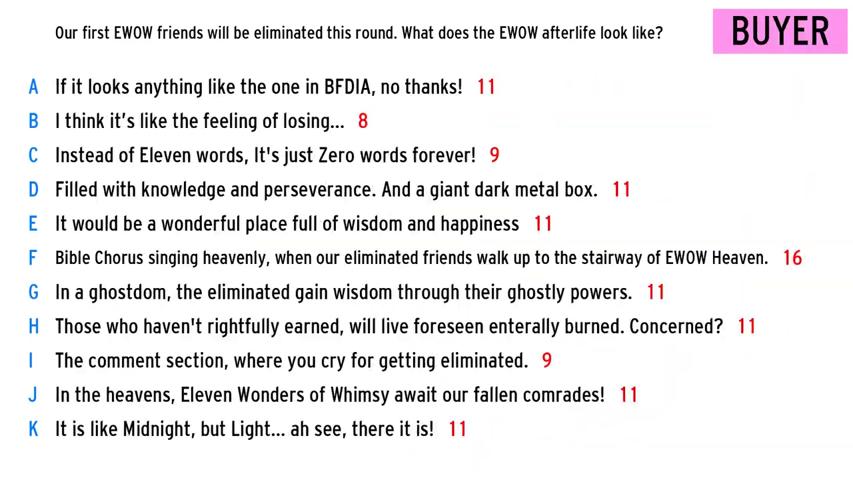 Our first EWOW friends will be eliminated this round. What does the EWOW afterlife look like?
BUYER
A If it looks anything like the one in BFDIA, no thanks! 11
B I think it’s like the feeling of losing... 8
C Instead of Eleven words, It's just Zero words forever! 9
D Filled with knowledge and perseverance. And a giant dark metal box. 11
E It would be a wonderful place full of wisdom and happiness 11
F Bible Chorus singing heavenly, when our eliminated friends walk up to the stairway of EWOW Heaven. 16
G In a ghostdom, the eliminated gain wisdom through their ghostly powers. 11
H Those who haven't rightfully earned, will live foreseen enterally burned. Concerned? 11
I The comment section, where you cry for getting eliminated. 9
J In the heavens, Eleven Wonders of Whimsy await our fallen comrades! 11
K It is like Midnight, but Light... ah see, there it is! 11